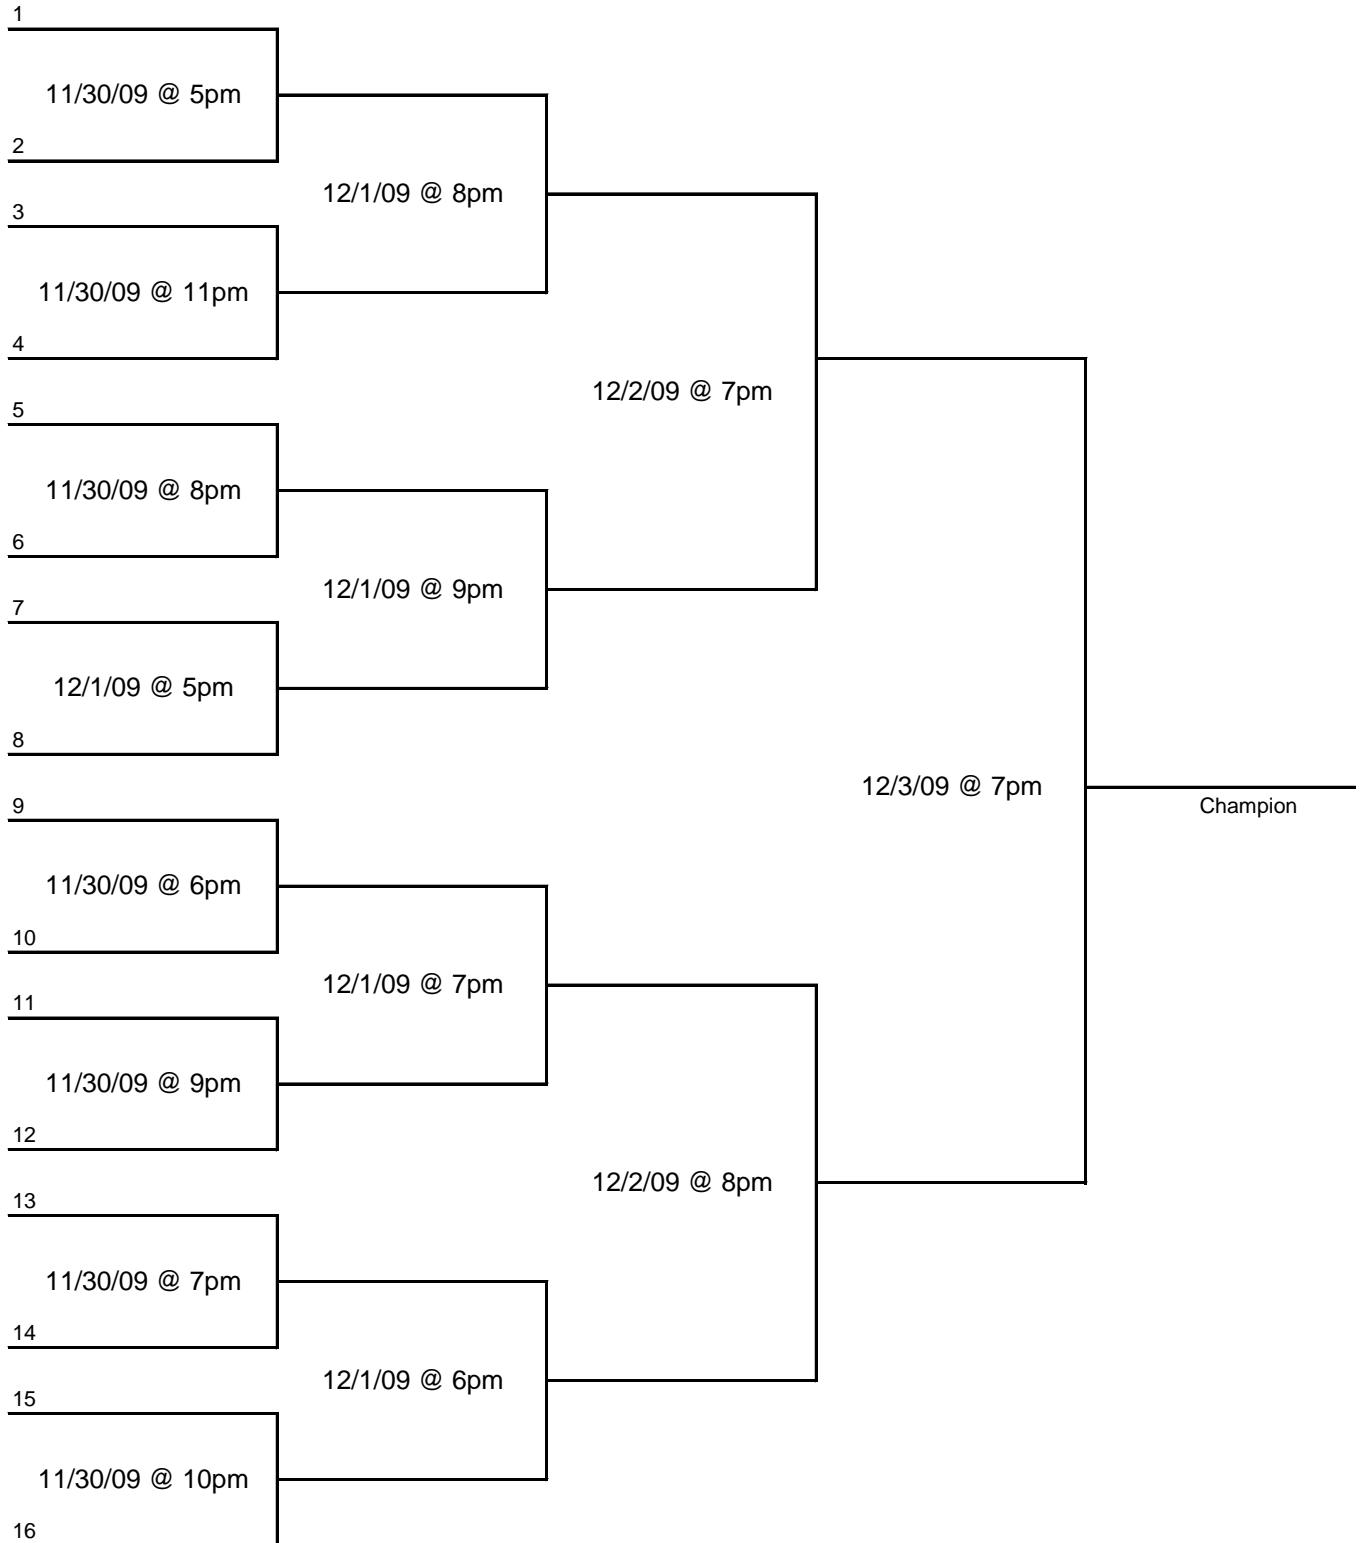 1
11/30/09 @ 5pm
2
12/1/09 @ 8pm
3
11/30/09 @ 11pm
4
12/2/09 @ 7pm
5
11/30/09 @ 8pm
6
12/1/09 @ 9pm
7
12/1/09 @ 5pm
8
12/3/09 @ 7pm
Champion
9
11/30/09 @ 6pm
10
12/1/09 @ 7pm
11
11/30/09 @ 9pm
12
12/2/09 @ 8pm
13
11/30/09 @ 7pm
14
12/1/09 @ 6pm
15
11/30/09 @ 10pm
16